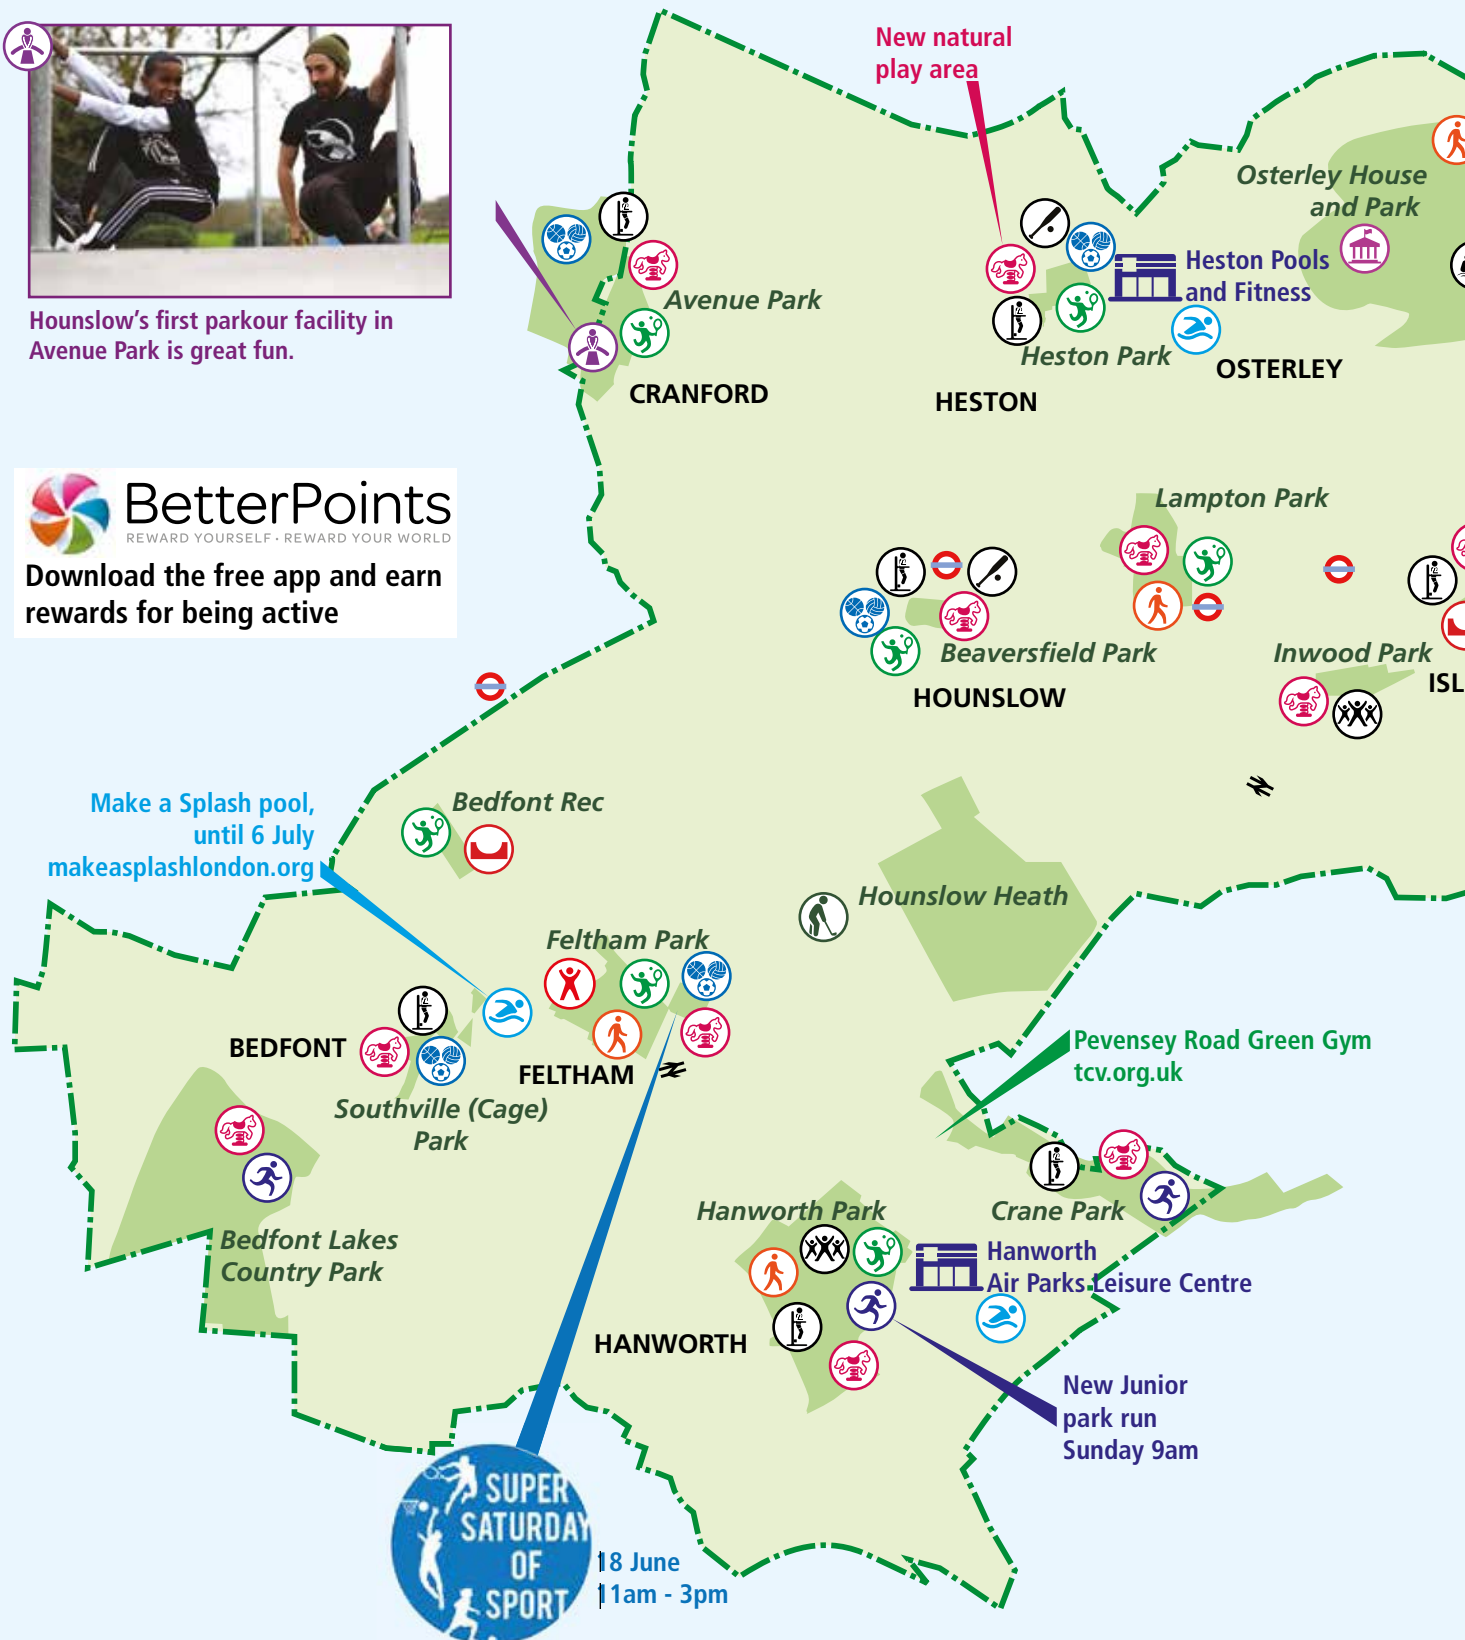 New natural
play area
Osterley House
and Park
Heston Pools
and Fitness
Avenue Park
Hounslow's first parkour facility in
Avenue Park is great fun.
Heston Park
OSTERLEY
CRANFORD
HESTON
BetterPoints
REWARD YOURSELF · REWARD YOUR WORLD
Download the free app and earn
rewards for being active
Lampton Park
Beaversfield Park
Inwood Park
HOUNSLOW
ISL
Make a Splash pool,
until 6 July
makeasplashlondon.org
Bedfont Rec
Hounslow Heath
Feltham Park
BEDFONT
FELTHAM
Southville (Cage)
Park
Pevensey Road Green Gym
tcv.org.uk
Hanworth Park
Crane Park
Bedfont Lakes
Country Park
Hanworth
Air Parks Leisure Centre
HANWORTH
New Junior
park run
Sunday 9am
SUPER
SATURDAY
OF
SPORT
18 June
11am - 3pm